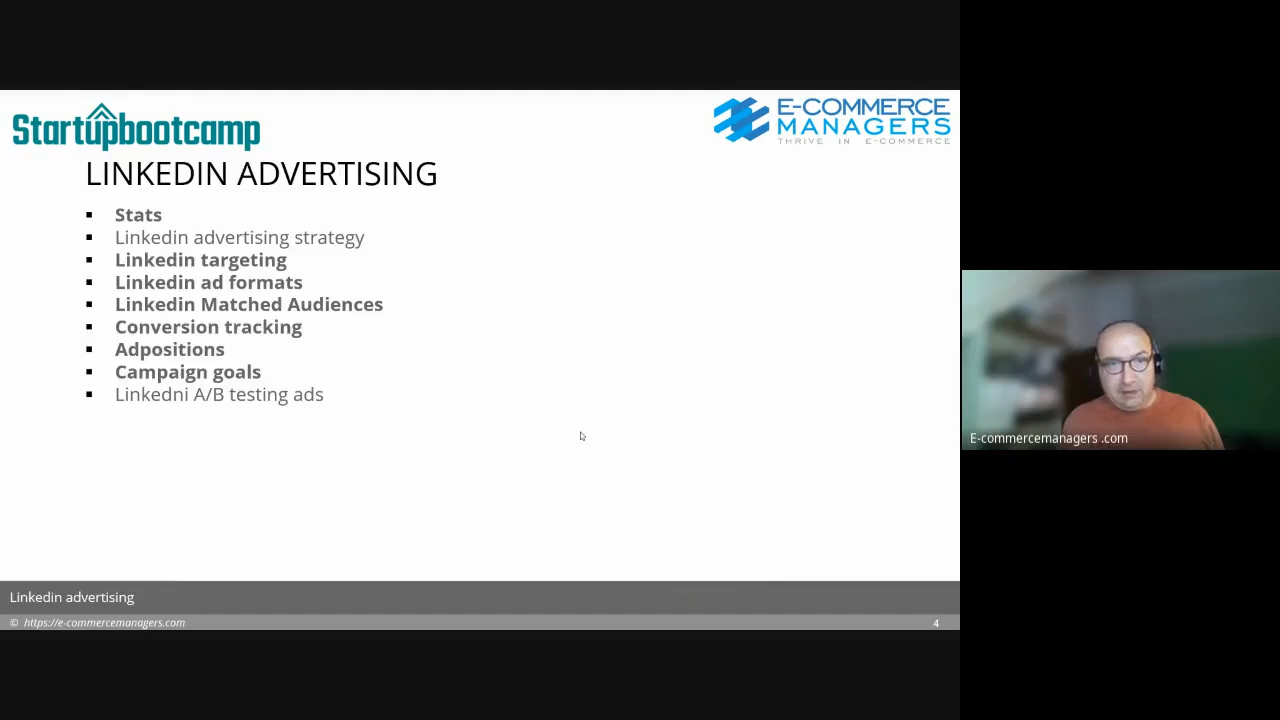 Startupbootcamp
E-COMMERCE
MANAGERS
THRIVE IN E-COMMERCE
LINKEDIN ADVERTISING
▪ Stats
▪ Linkedin advertising strategy
▪ Linkedin targeting
▪ Linkedin ad formats
▪ Linkedin Matched Audiences
▪ Conversion tracking
▪ Adpositions
▪ Campaign goals
▪ Linkedni A/B testing ads
E-commercemanagers .com
Linkedin advertising
© https://e-commercemanagers.com
4